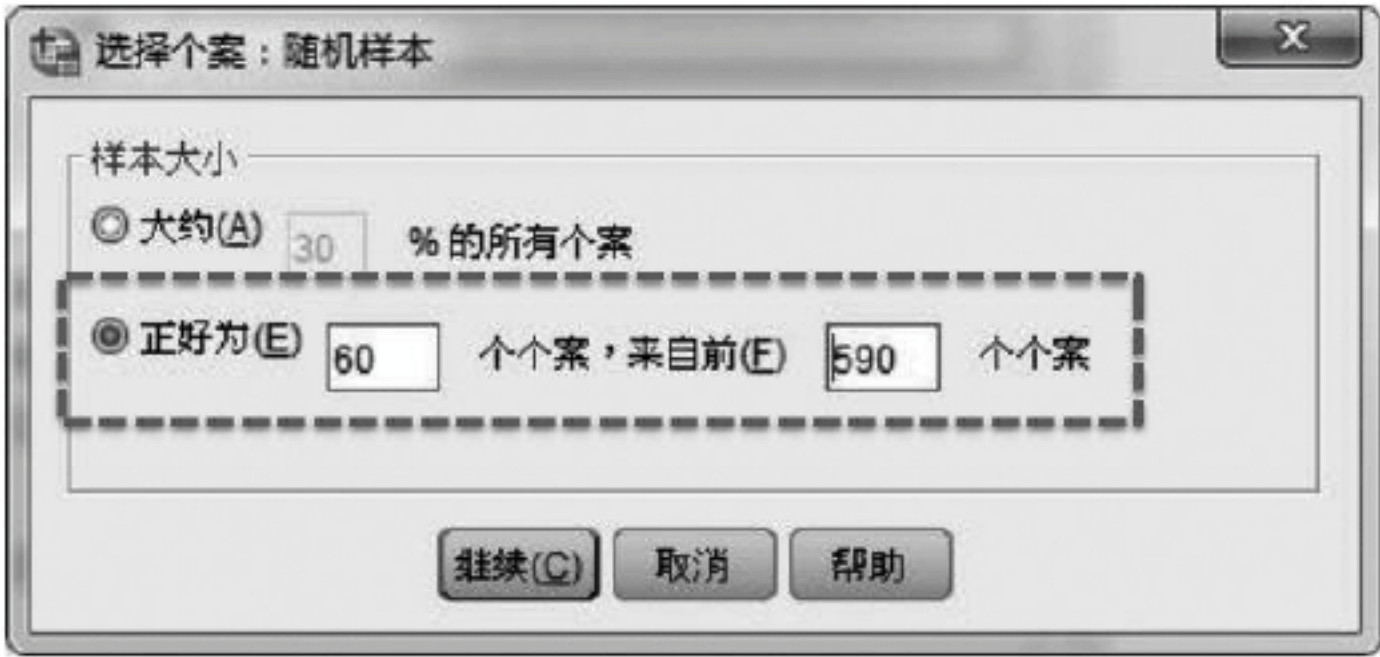 选择个案：随机样本
样本大小
大约(A) 30 % 的所有个案
正好为(E) 60 个个案，来自前(F) 590 个个案
继续(C) 取消 帮助